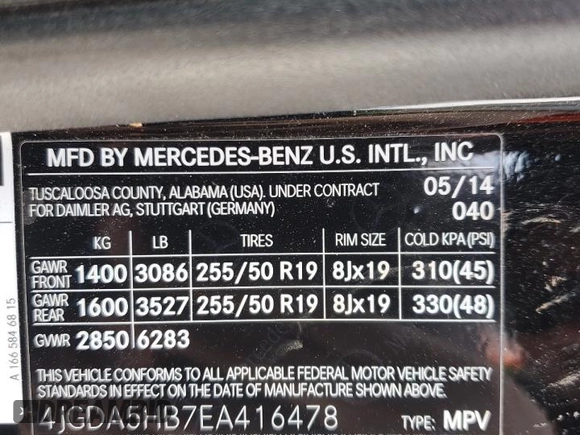 MFD BY MERCEDES-BENZ U.S. INTL., INC
TUSCALOOSA COUNTY, ALABAMA (USA). UNDER CONTRACT 05/14
FOR DAIMLER AG, STUTTGART (GERMANY) 040
KG LB TIRES RIM SIZE COLD KPA(PSI)
GAWR FRONT 1400 3086 255/50 R19 8Jx19 310(45)
GAWR REAR 1600 3527 255/50 R19 8Jx19 330(48)
GVWR 2850 6283
THIS VEHICLE CONFORMS TO ALL APPLICABLE FEDERAL MOTOR VEHICLE SAFETY
STANDARDS IN EFFECT ON THE DATE OF MANUFACTURE SHOWN ABOVE.
4JGDA5HB7EA416478 TYPE: MPV
A 166 584 68 15